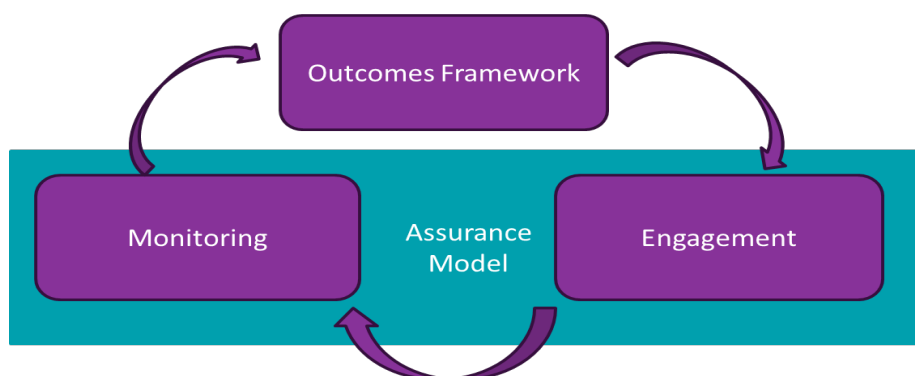 Outcomes Framework
Monitoring
Assurance
Model
Engagement